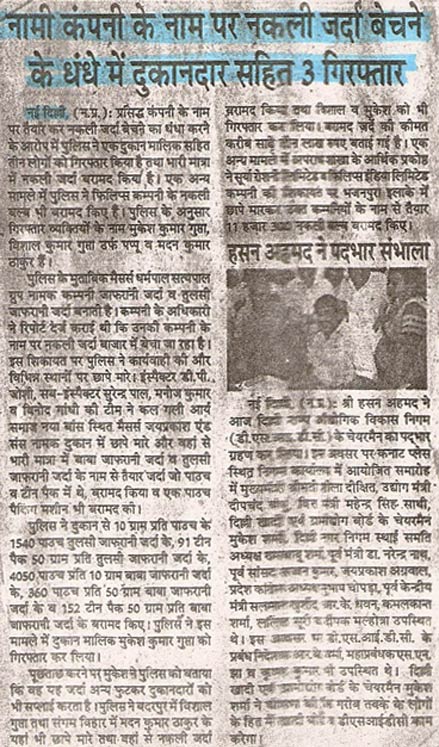 नामी कंपनी के नाम पर नकली जर्दा बेचने
के धंधे में दुकानदार सहित 3 गिरफ्तार
नई दिल्ली, (न.प्र.): प्रसिद्ध कंपनी के नाम
पर तैयार कर नकली जर्दा बेचने का धंधा करने
के आरोप में पुलिस ने एक दुकान मालिक सहित
तीन लोगों को गिरफ्तार किया है तथा भारी मात्रा
में नकली जर्दा बरामद किया है। एक अन्य
मामले में पुलिस ने फिलिप्स कंपनी के नकली
बल्ब भी बरामद किए हैं। पुलिस के अनुसार
गिरफ्तार व्यक्तियों के नाम मुकेश कुमार गुप्ता,
विशाल कुमार गुप्ता उर्फ पप्पू व मदन कुमार
ठाकुर हैं।
पुलिस के मुताबिक मैसर्स धर्मपाल सत्यपाल
ग्रुप नामक कम्पनी जाफरानी जर्दा व तुलसी
जाफरानी जर्दा बनाती है। कम्पनी के अधिकारी
ने रिपोर्ट दर्ज कराई थी कि उनकी कम्पनी के
नाम पर नकली जर्दा बाजार में बेचा जा रहा है।
इस शिकायत पर पुलिस ने कार्यवाही की और
विभिन्न स्थानों पर छापे मारे। इंस्पैक्टर डी.पी.
जोशी, सब-इंस्पैक्टर सुरेन्द्र पाल, मनोज कुमार
व विनोद गांधी की टीम ने कल गली आर्य
समाज नया बांस स्थित मैसर्स जयप्रकाश एंड
संस नामक दुकान में छापे मारे और वहां से
भारी मात्रा में बाबा जाफरानी जर्दा व तुलसी
जाफरानी जर्दा के नाम से तैयार जर्दा जो पाउच
व टीन पैक में थे, बरामद किया व एक पाउच
पैकिंग मशीन भी बरामद की।
पुलिस ने दुकान से 10 ग्राम प्रति पाउच के
1540 पाउच तुलसी जाफरानी जर्दा के, 91 टीन
पैक 50 ग्राम प्रति तुलसी जाफरानी जर्दा के,
4050 पाउच प्रति 10 ग्राम बाबा जाफरानी जर्दा
के, 360 पाउच प्रति 50 ग्राम बाबा जाफरानी
जर्दा के व 152 टीन पैक 50 ग्राम प्रति बाबा
जाफरानी जर्दा के बरामद किए। पुलिस ने इस
मामले में दुकान मालिक मुकेश कुमार गुप्ता को
गिरफ्तार कर लिया।
पूछताछ करने पर मुकेश ने पुलिस को बताया
कि वह यह जर्दा अन्य फुटकर दुकानदारों को
भी सप्लाई करता है। पुलिस ने बदरपुर में विशाल
गुप्ता तथा संगम विहार में मदन कुमार ठाकुर के
यहां भी छापे मारे तथा वहां से नकली जर्दा
बरामद किया तथा विशाल व मुकेश को भी
गिरफ्तार कर लिया। बरामद जर्दे की कीमत
करीब साढ़े तीन लाख रुपए बताई गई है। एक
अन्य मामले में अपराध शाखा के आर्थिक प्रकोष्ठ
ने सूर्या रोशनी लिमिटेड व फिलिप्स इंडिया लिमिटेड
कम्पनी की शिकायत पर भजनपुरा इलाके में
छापे मारकर उक्त कम्पनियों के नाम से तैयार
11 हजार नकली बल्ब बरामद किए।
हसन अहमद ने पदभार संभाला
नई दिल्ली, (न.प्र.): श्री हसन अहमद ने
आज दिल्ली राज्य औद्योगिक विकास निगम
(डी.एस.आई.डी.सी.) के चेयरमैन का पदभार
ग्रहण कर लिया। इस अवसर पर कनाट प्लेस
स्थित निगम कार्यालय में आयोजित समारोह
में मुख्यमंत्री श्रीमती शीला दीक्षित, उद्योग मंत्री
दीपचंद बंधु, वित्त मंत्री महेन्द्र सिंह साथी,
दिल्ली खादी एवं ग्रामोद्योग बोर्ड के चेयरमैन
मुकेश शर्मा, दिल्ली नगर निगम स्थाई समिति
अध्यक्ष रामबाबू शर्मा, पूर्व मंत्री डा. नरेन्द्र नाथ,
पूर्व सांसद सज्जन कुमार, जयप्रकाश अग्रवाल,
प्रदेश कांग्रेस अध्यक्ष सुभाष चोपड़ा, पूर्व केन्द्रीय
मंत्री सलमान खुर्शीद आर.के. धवन, कमलकान्त
शर्मा, ललित सूरी व दीपक मल्होत्रा उपस्थित
थे। इस अवसर पर डी.एस.आई.डी.सी. के
प्रबंध निदेशक आर वर्मा, महाप्रबंधक एस.एन.
झा व कुमार भी उपस्थित थे। दिल्ली
खादी एवं ग्रामोद्योग बोर्ड के चेयरमैन मुकेश
शर्मा ने कि गरीब तबके के लोगों
के हित में खादी बोर्ड व डीएसआईडीसी काम
करेगा।